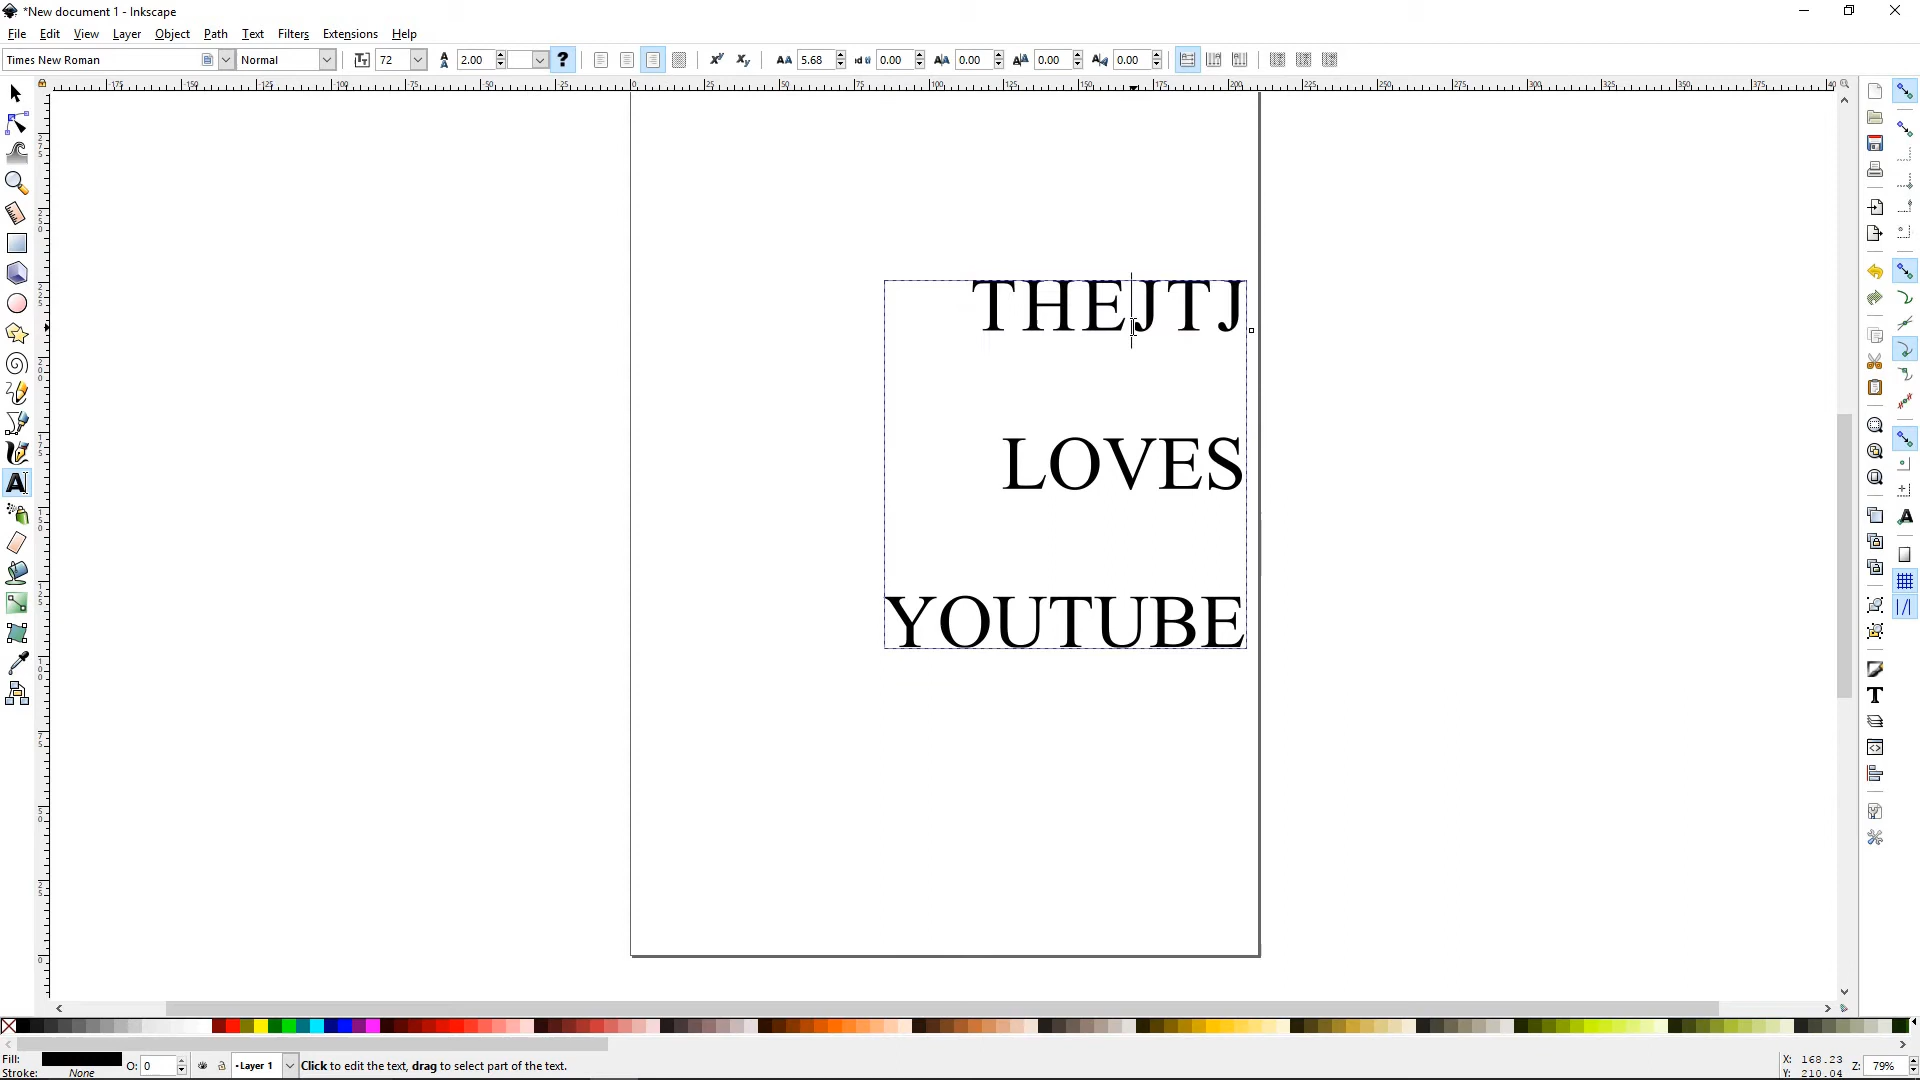 *New document 1 - Inkscape
File Edit View Layer Object Path Text Filters Extensions Help
Times New Roman Normal 72 2.00 ? 5.68 0.00 0.00 0.00 0.00
THEJTJ
LOVES
YOUTUBE
Fill:
Stroke: None
O: 0
•Layer 1
Click to edit the text, drag to select part of the text.
X: 168.23
Y: 210.04
Z: 79%